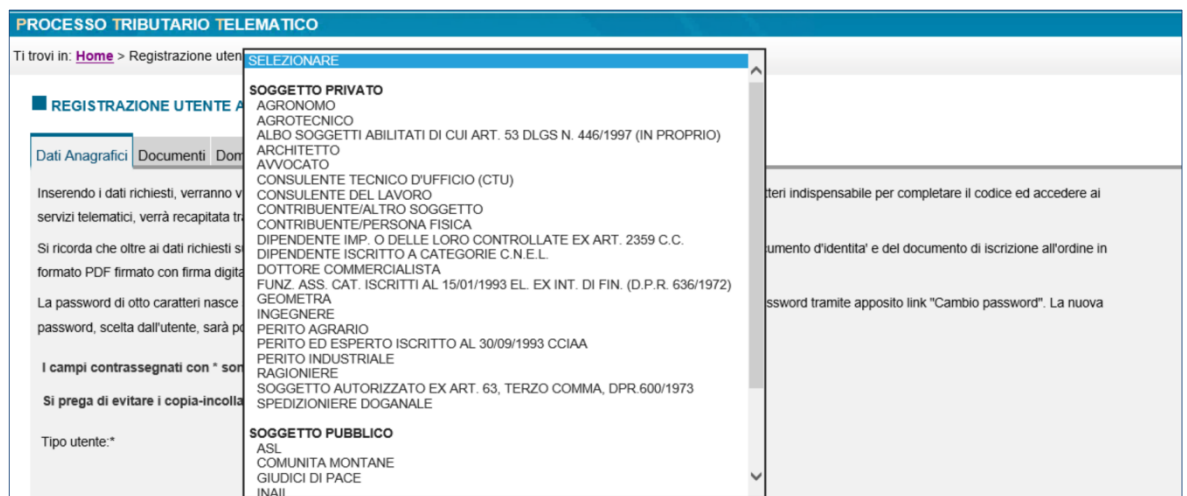 PROCESSO TRIBUTARIO TELEMATICO
Ti trovi in: Home > Registrazione uten
REGISTRAZIONE UTENTE A
Dati Anagrafici Documenti Dom
Inserendo i dati richiesti, verranno v
tteri indispensabile per completare il codice ed accedere ai
servizi telematici, verrà recapitata tra
Si ricorda che oltre ai dati richiesti s
cumento d'identita' e del documento di iscrizione all'ordine in
formato PDF firmato con firma digita
La password di otto caratteri nasce
ssword tramite apposito link "Cambio password". La nuova
password, scelta dall'utente, sarà po
I campi contrassegnati con * son
Si prega di evitare i copia-incolla
Tipo utente:*
SELEZIONARE
SOGGETTO PRIVATO
AGRONOMO
AGROTECNICO
ALBO SOGGETTI ABILITATI DI CUI ART. 53 DLGS N. 446/1997 (IN PROPRIO)
ARCHITETTO
AVVOCATO
CONSULENTE TECNICO D'UFFICIO (CTU)
CONSULENTE DEL LAVORO
CONTRIBUENTE/ALTRO SOGGETTO
CONTRIBUENTE/PERSONA FISICA
DIPENDENTE IMP. O DELLE LORO CONTROLLATE EX ART. 2359 C.C.
DIPENDENTE ISCRITTO A CATEGORIE C.N.E.L.
DOTTORE COMMERCIALISTA
FUNZ. ASS. CAT. ISCRITTI AL 15/01/1993 EL. EX INT. DI FIN. (D.P.R. 636/1972)
GEOMETRA
INGEGNERE
PERITO AGRARIO
PERITO ED ESPERTO ISCRITTO AL 30/09/1993 CCIAA
PERITO INDUSTRIALE
RAGIONIERE
SOGGETTO AUTORIZZATO EX ART. 63, TERZO COMMA, DPR.600/1973
SPEDIZIONIERE DOGANALE
SOGGETTO PUBBLICO
ASL
COMUNITA MONTANE
GIUDICI DI PACE
INAIL